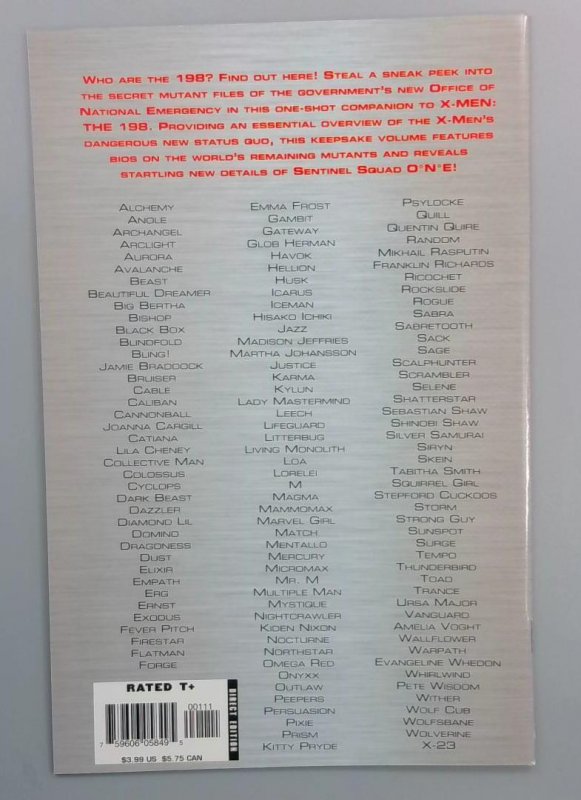 WHO ARE THE 198? FIND OUT HERE! STEAL A SNEAK PEEK INTO
THE SECRET MUTANT FILES OF THE GOVERNMENT'S NEW OFFICE OF
NATIONAL EMERGENCY IN THIS ONE-SHOT COMPANION TO X-MEN:
THE 198. PROVIDING AN ESSENTIAL OVERVIEW OF THE X-MEN'S
DANGEROUS NEW STATUS QUO, THIS KEEPSAKE VOLUME FEATURES
BIOS ON THE WORLD'S REMAINING MUTANTS AND REVEALS
STARTLING NEW DETAILS OF SENTINEL SQUAD O*N*E!
ALCHEMY
ANOLE
ARCHANGEL
ARCLIGHT
AURORA
AVALANCHE
BEAST
BEAUTIFUL DREAMER
BIG BERTHA
BISHOP
BLACK BOX
BLINDFOLD
BLING!
JAMIE BRADDOCK
BRUISER
CABLE
CALIBAN
CANNONBALL
JOANNA CARGILL
CATIANA
LILA CHENEY
COLLECTIVE MAN
COLOSSUS
CYCLOPS
DARK BEAST
DAZZLER
DIAMOND LIL
DOMINO
DRAGONESS
DUST
ELIXIR
EMPATH
ERG
ERNST
EXODUS
FEVER PITCH
FIRESTAR
FLATMAN
FORGE
EMMA FROST
GAMBIT
GATEWAY
GLOB HERMAN
HAVOK
HELLION
HUSK
ICARUS
ICEMAN
HISAKO ICHIKI
JAZZ
MADISON JEFFRIES
MARTHA JOHANSSON
JUSTICE
KARMA
KYLUN
LADY MASTERMIND
LEECH
LIFEGUARD
LITTERBUG
LIVING MONOLITH
LOA
LORELEI
M
MAGMA
MAMMOMAX
MARVEL GIRL
MATCH
MENTALLO
MERCURY
MICROMAX
MR. M
MULTIPLE MAN
MYSTIQUE
NIGHTCRAWLER
KIDEN NIXON
NOCTURNE
NORTHSTAR
OMEGA RED
ONYXX
OUTLAW
PEEPERS
PERSUASION
PIXIE
PRISM
KITTY PRYDE
PSYLOCKE
QUILL
QUENTIN QUIRE
RANDOM
MIKHAIL RASPUTIN
FRANKLIN RICHARDS
RICOCHET
ROCKSLIDE
ROGUE
SABRA
SABRETOOTH
SACK
SAGE
SCALPHUNTER
SCRAMBLER
SELENE
SHATTERSTAR
SEBASTIAN SHAW
SHINOBI SHAW
SILVER SAMURAI
SIRYN
SKEIN
TABITHA SMITH
SQUIRREL GIRL
STEPFORD CUCKOOS
STORM
STRONG GUY
SUNSPOT
SURGE
TEMPO
THUNDERBIRD
TOAD
TRANCE
URSA MAJOR
VANGUARD
AMELIA VOGHT
WALLFLOWER
WARPATH
EVANGELINE WHEDON
WHIRLWIND
PETE WISDOM
WITHER
WOLF CUB
WOLFSBANE
WOLVERINE
X-23
RATED T+
00111
7 59606 05849 5
$3.99 US $5.75 CAN
DIRECT EDITION